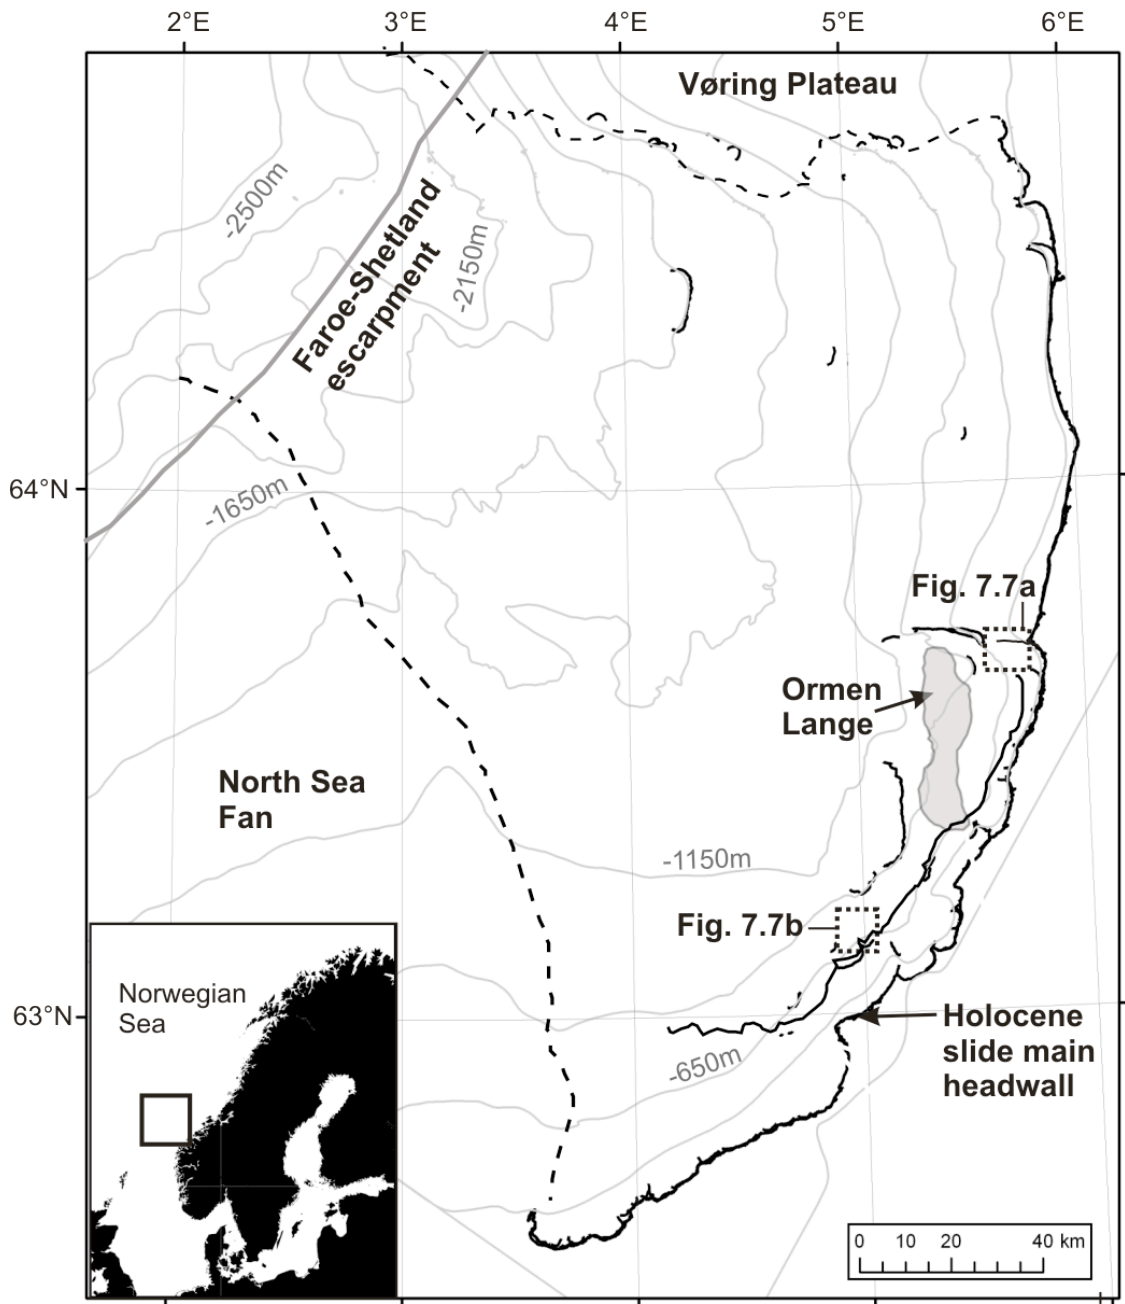 2°E 3°E 4°E 5°E 6°E
Vøring Plateau
-2500m
Faroe-Shetland
escarpment
-2150m
64°N
-1650m
Fig. 7.7a
Ormen
Lange
North Sea
Fan
-1150m
Fig. 7.7b
Norwegian
Sea
63°N
Holocene
slide main
headwall
-650m
0 10 20 40 km